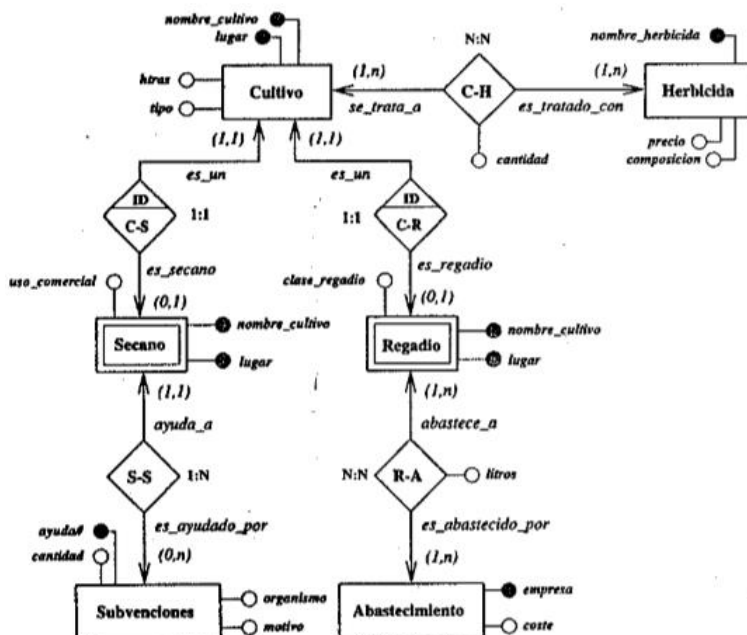 nombre_cultivo
lugar
htras
tipo
Cultivo
(1,n)
se_trata_a
N:N
C-H
cantidad
(1,n)
es_tratado_con
nombre_herbicida
Herbicida
precio
composicion
(1,1)
(1,1)
es_un
es_un
ID
C-S
1:1
1:1
ID
C-R
es_secano
es_regadio
uso_comercial
(0,1)
clase_regadio
(0,1)
Secano
nombre_cultivo
lugar
Regadio
nombre_cultivo
lugar
(1,1)
ayuda_a
(1,n)
abastece_a
S-S
1:N
N:N
R-A
litros
es_ayudado_por
es_abastecido_por
ayuda#
cantidad
(0,n)
(1,n)
Subvenciones
organismo
motivo
Abastecimiento
empresa
coste